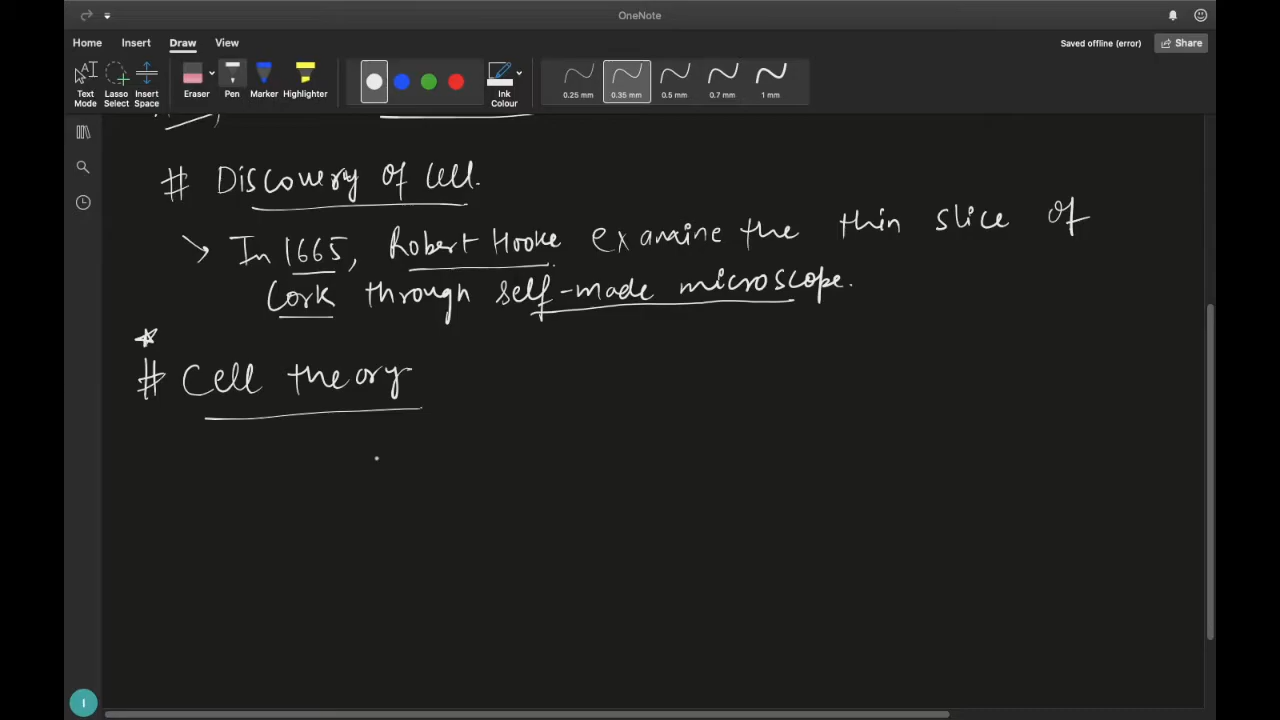 OneNote
Home Insert Draw View
Saved offline (error) Share
Text Mode Lasso Select Insert Space Eraser Pen Marker Highlighter Ink Colour 0.25 mm 0.35 mm 0.5 mm 0.7 mm 1 mm
# Discovery of Cell.
In 1665, Robert Hooke examine the thin slice of
Cork through self-made microscope.
# Cell theory
I